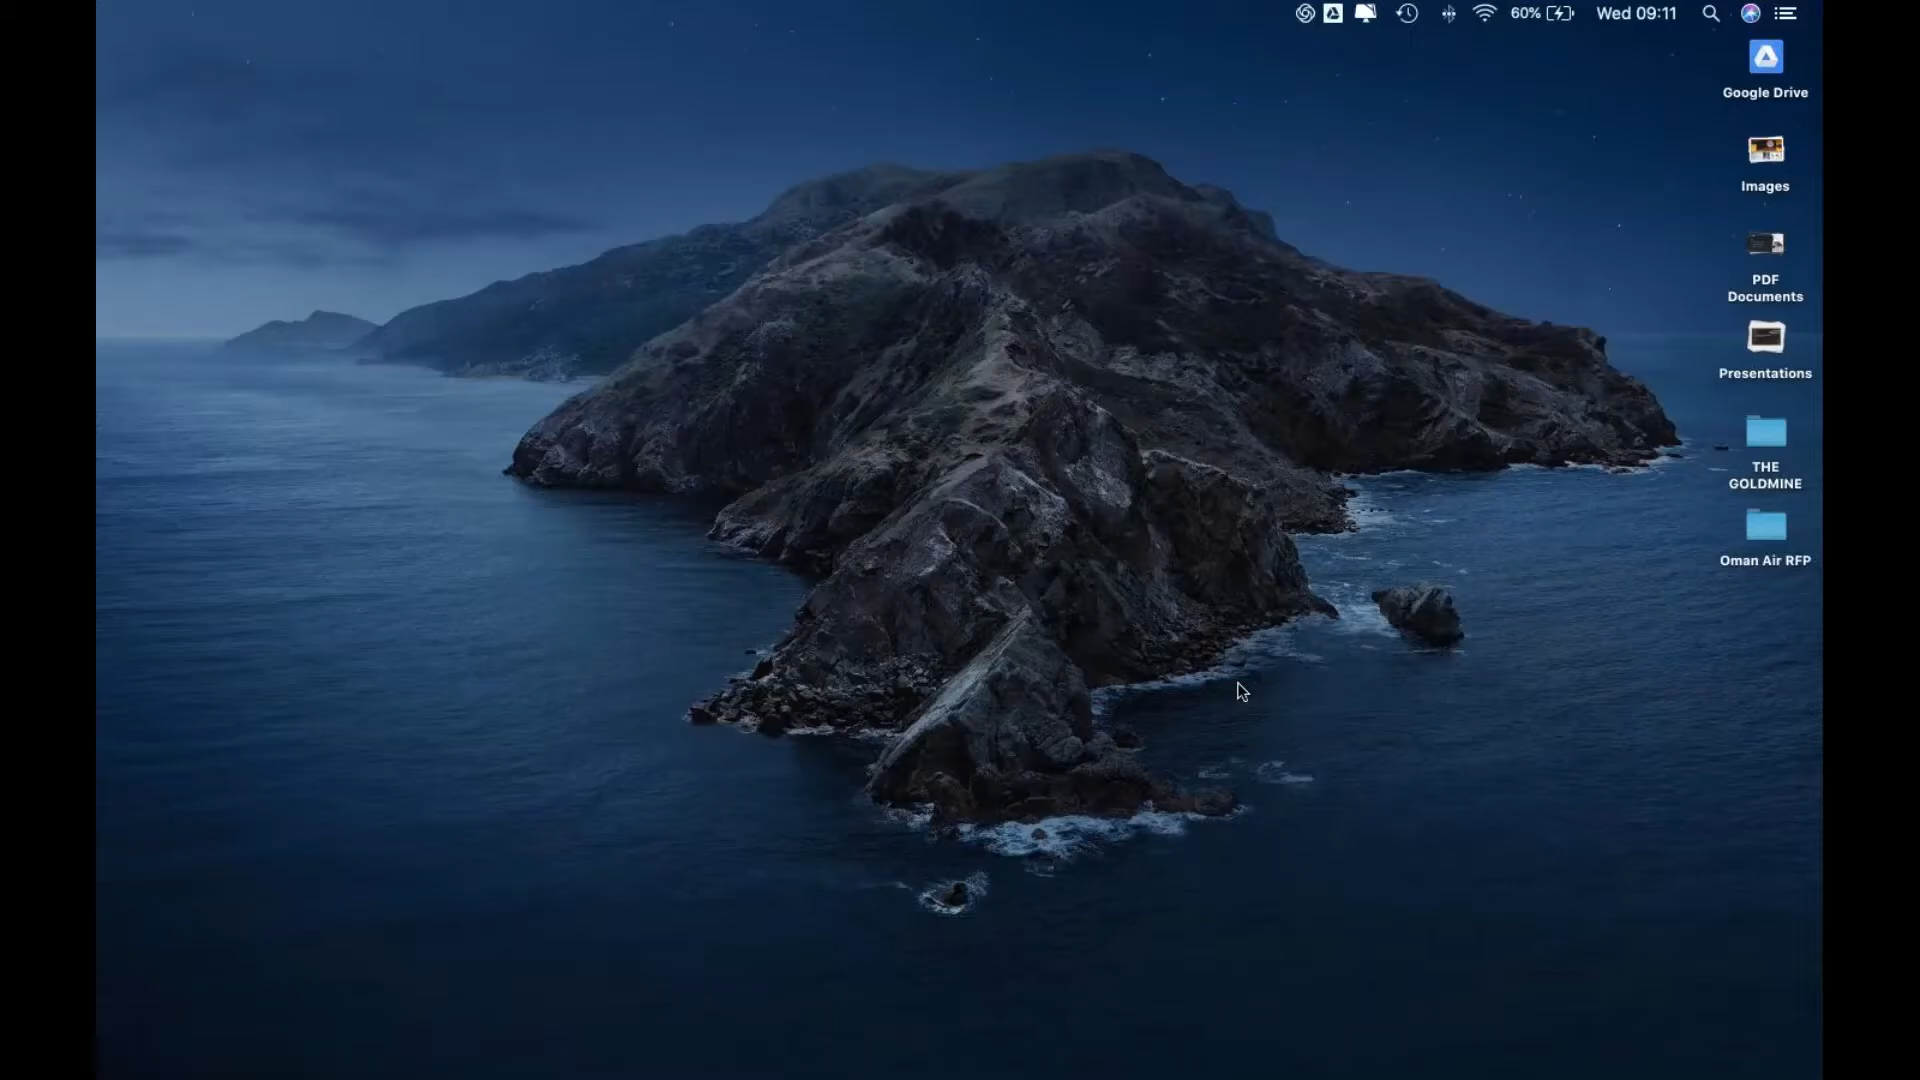 60% Wed 09:11
Google Drive
Images
PDF
Documents
Presentations
THE
GOLDMINE
Oman Air RFP